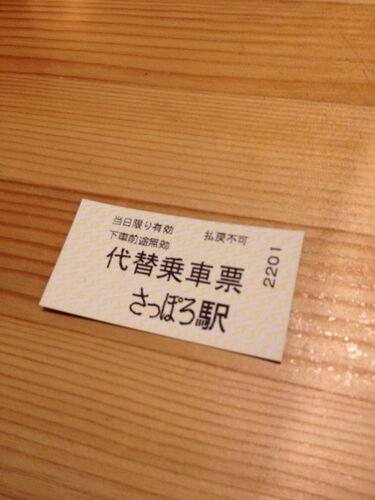 当日限り有効 払戻不可
下車前途無効
代替乗車票
さっぽろ駅
2201